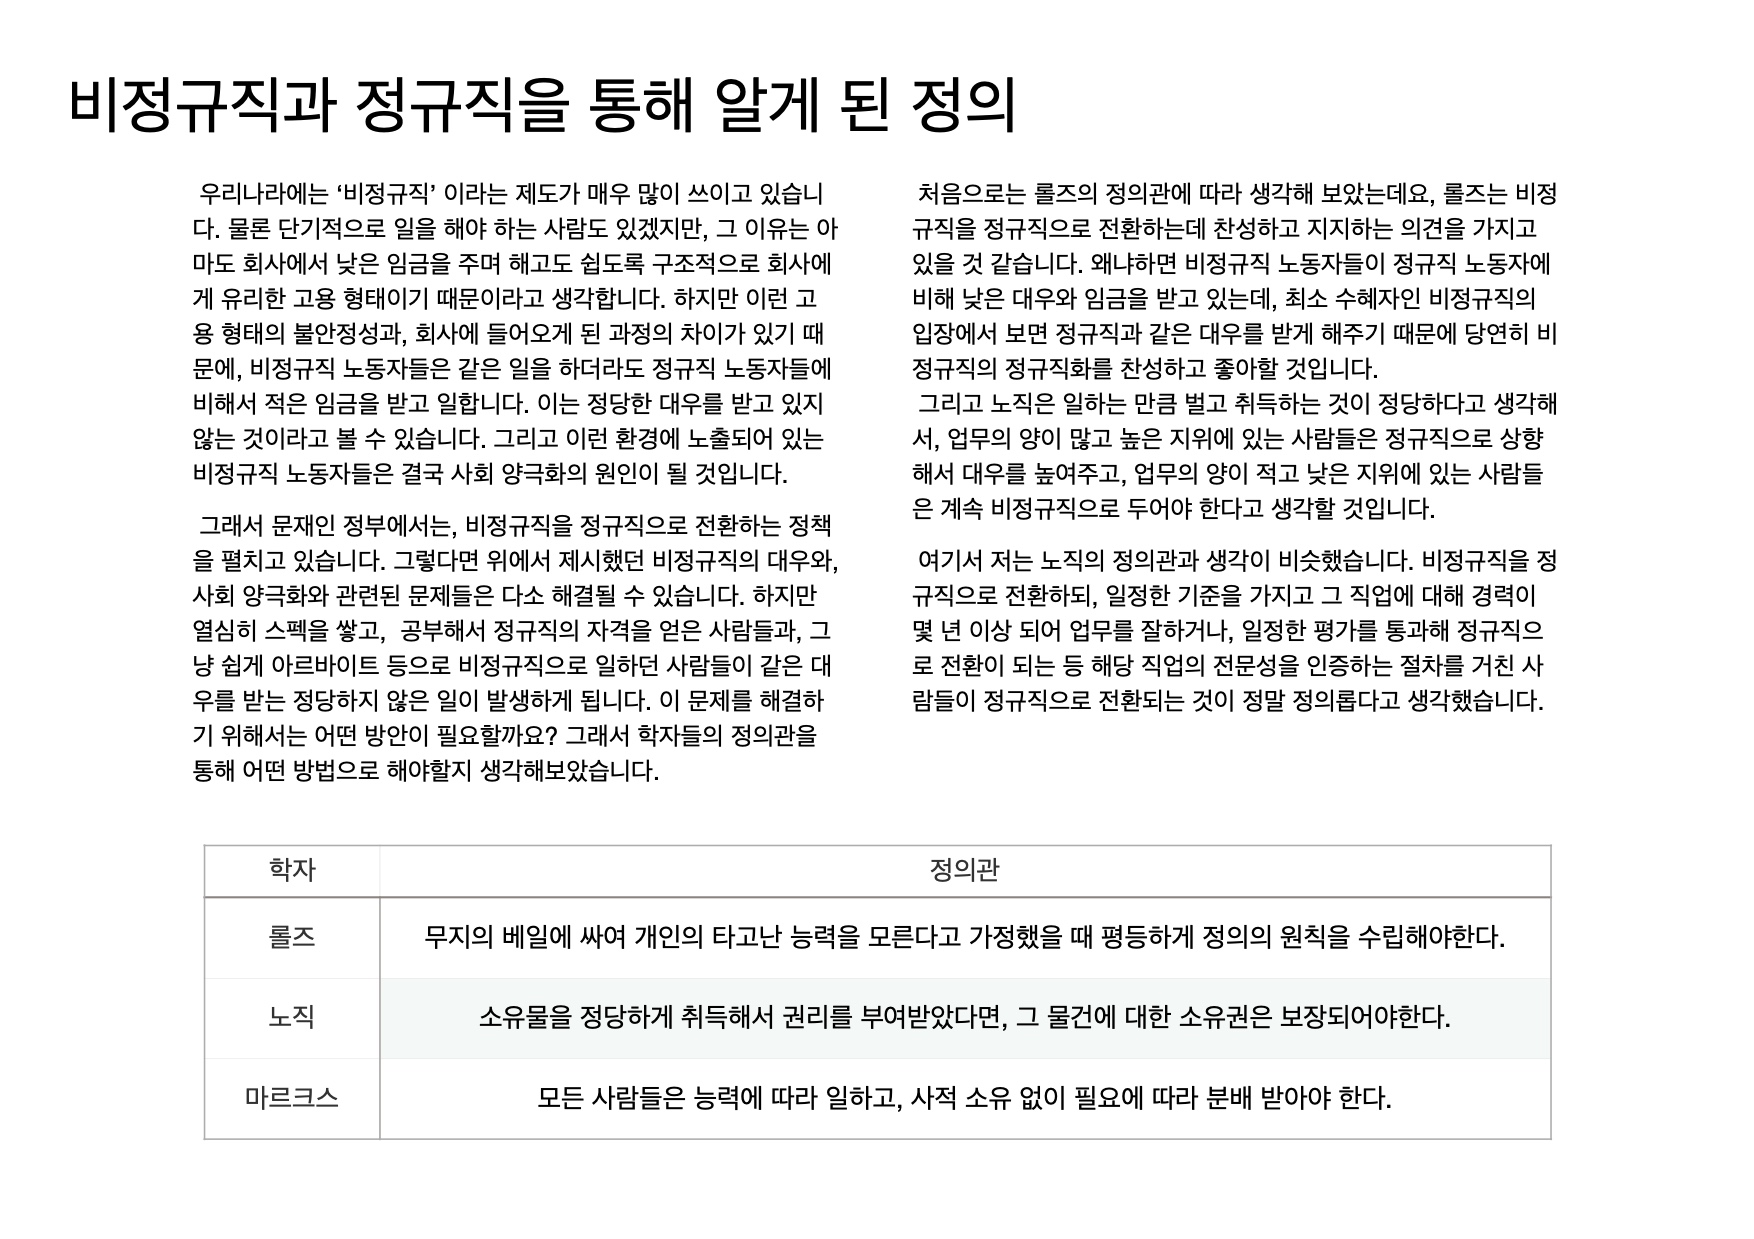 비정규직과 정규직을 통해 알게 된 정의
우리나라에는 ‘비정규직’ 이라는 제도가 매우 많이 쓰이고 있습니
다. 물론 단기적으로 일을 해야 하는 사람도 있겠지만, 그 이유는 아
마도 회사에서 낮은 임금을 주며 해고도 쉽도록 구조적으로 회사에
게 유리한 고용 형태이기 때문이라고 생각합니다. 하지만 이런 고
용 형태의 불안정성과, 회사에 들어오게 된 과정의 차이가 있기 때
문에, 비정규직 노동자들은 같은 일을 하더라도 정규직 노동자들에
비해서 적은 임금을 받고 일합니다. 이는 정당한 대우를 받고 있지
않는 것이라고 볼 수 있습니다. 그리고 이런 환경에 노출되어 있는
비정규직 노동자들은 결국 사회 양극화의 원인이 될 것입니다.
그래서 문재인 정부에서는, 비정규직을 정규직으로 전환하는 정책
을 펼치고 있습니다. 그렇다면 위에서 제시했던 비정규직의 대우와,
사회 양극화와 관련된 문제들은 다소 해결될 수 있습니다. 하지만
열심히 스펙을 쌓고, 공부해서 정규직의 자격을 얻은 사람들과, 그
냥 쉽게 아르바이트 등으로 비정규직으로 일하던 사람들이 같은 대
우를 받는 정당하지 않은 일이 발생하게 됩니다. 이 문제를 해결하
기 위해서는 어떤 방안이 필요할까요? 그래서 학자들의 정의관을
통해 어떤 방법으로 해야할지 생각해보았습니다.
처음으로는 롤즈의 정의관에 따라 생각해 보았는데요, 롤즈는 비정
규직을 정규직으로 전환하는데 찬성하고 지지하는 의견을 가지고
있을 것 같습니다. 왜냐하면 비정규직 노동자들이 정규직 노동자에
비해 낮은 대우와 임금을 받고 있는데, 최소 수혜자인 비정규직의
입장에서 보면 정규직과 같은 대우를 받게 해주기 때문에 당연히 비
정규직의 정규직화를 찬성하고 좋아할 것입니다.
그리고 노직은 일하는 만큼 벌고 취득하는 것이 정당하다고 생각해
서, 업무의 양이 많고 높은 지위에 있는 사람들은 정규직으로 상향
해서 대우를 높여주고, 업무의 양이 적고 낮은 지위에 있는 사람들
은 계속 비정규직으로 두어야 한다고 생각할 것입니다.
여기서 저는 노직의 정의관과 생각이 비슷했습니다. 비정규직을 정
규직으로 전환하되, 일정한 기준을 가지고 그 직업에 대해 경력이
몇 년 이상 되어 업무를 잘하거나, 일정한 평가를 통과해 정규직으
로 전환이 되는 등 해당 직업의 전문성을 인증하는 절차를 거친 사
람들이 정규직으로 전환되는 것이 정말 정의롭다고 생각했습니다.
학자 정의관
롤즈 무지의 베일에 싸여 개인의 타고난 능력을 모른다고 가정했을 때 평등하게 정의의 원칙을 수립해야한다.
노직 소유물을 정당하게 취득해서 권리를 부여받았다면, 그 물건에 대한 소유권은 보장되어야한다.
마르크스 모든 사람들은 능력에 따라 일하고, 사적 소유 없이 필요에 따라 분배 받아야 한다.